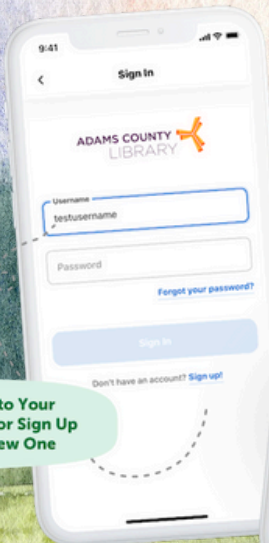 9:41
Sign In
ADAMS COUNTY
LIBRARY
Username
testusername
Password
Forgot your password?
Sign In
Don't have an account? Sign up!
to Your
or Sign Up
ew One